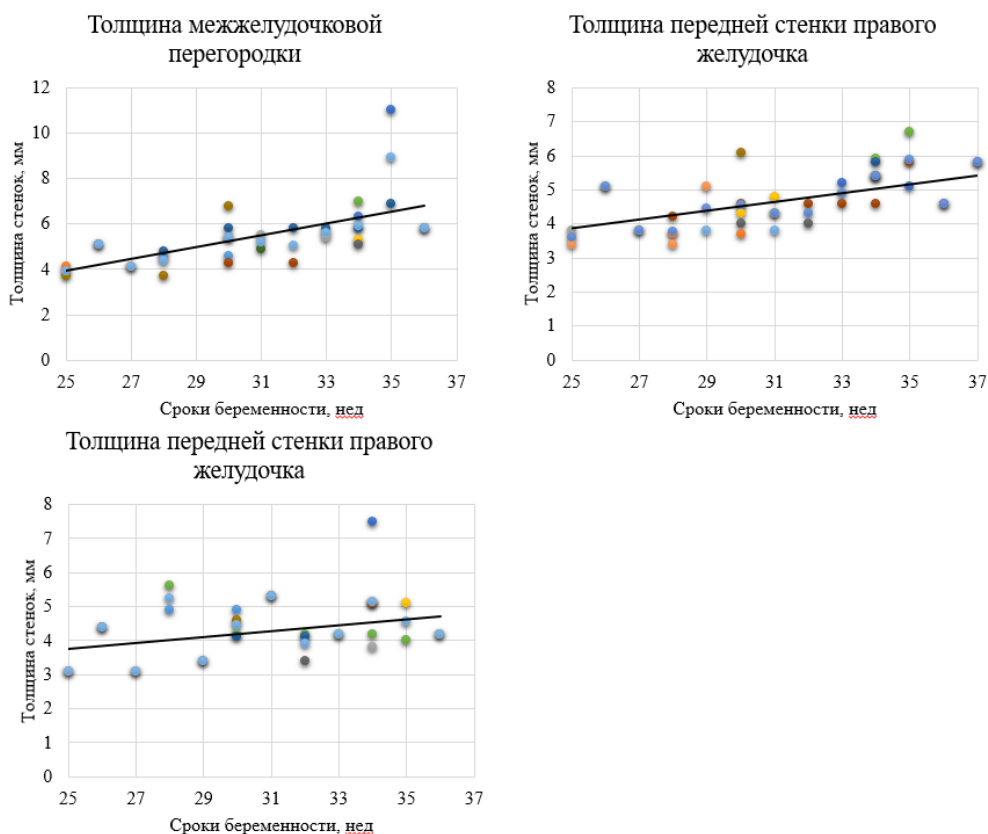 Толщина межжелудочковой
перегородки
Толщина стенок, мм
12
10
8
6
4
2
0
25 27 29 31 33 35 37
Сроки беременности, нед
Толщина передней стенки правого
желудочка
Толщина стенок, мм
8
7
6
5
4
3
2
1
0
25 27 29 31 33 35 37
Сроки беременности, нед
Толщина передней стенки правого
желудочка
Толщина стенок, мм
8
7
6
5
4
3
2
1
0
25 27 29 31 33 35 37
Сроки беременности, нед